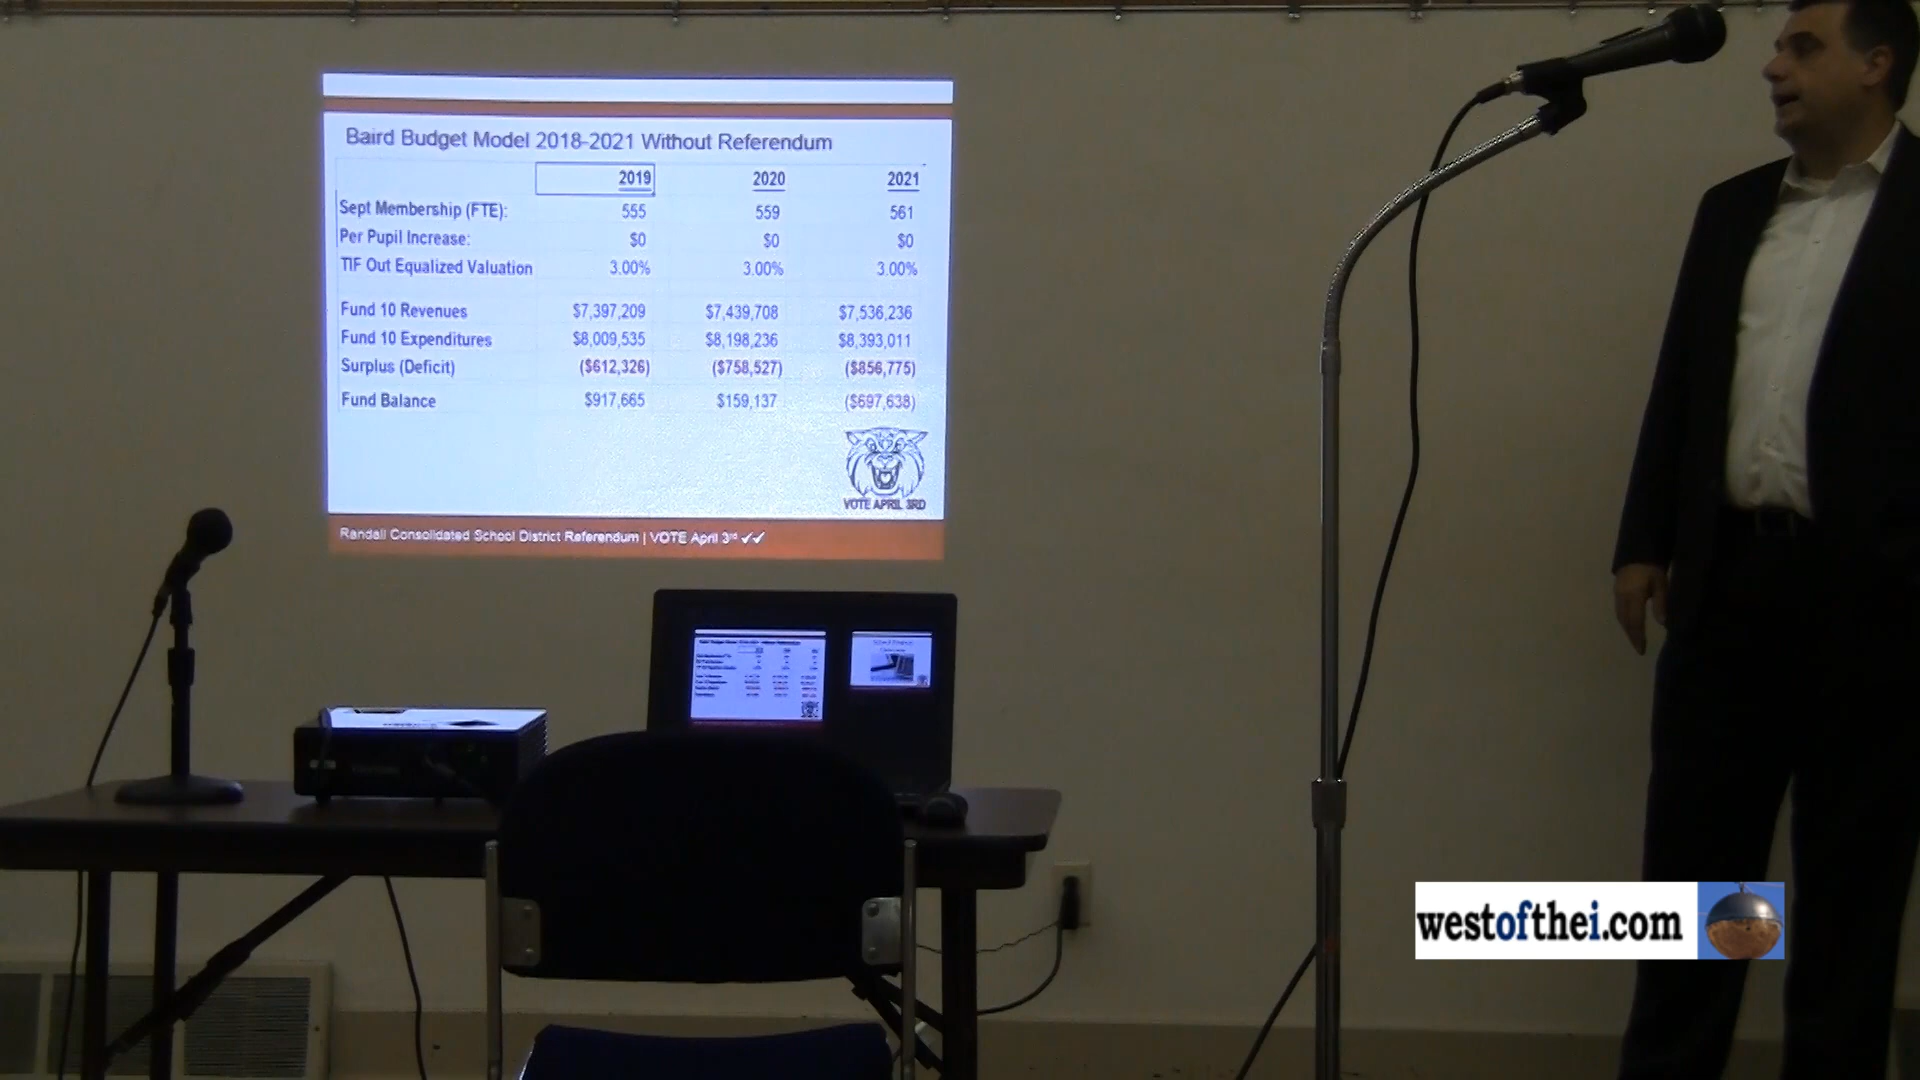 Baird Budget Model 2018-2021 Without Referendum
2019 2020 2021
Sept Membership (FTE): 555 559 561
Per Pupil Increase: $0 $0 $0
TIF Out Equalized Valuation 3.00% 3.00% 3.00%
Fund 10 Revenues $7,397,209 $7,439,708 $7,536,236
Fund 10 Expenditures $8,009,535 $8,198,236 $8,393,011
Surplus (Deficit) ($612,326) ($758,527) ($856,775)
Fund Balance $917,665 $159,137 ($697,638)
VOTE APRIL 3RD
Randall Consolidated School District Referendum | VOTE April 3rd ✓✓
westofthei.com